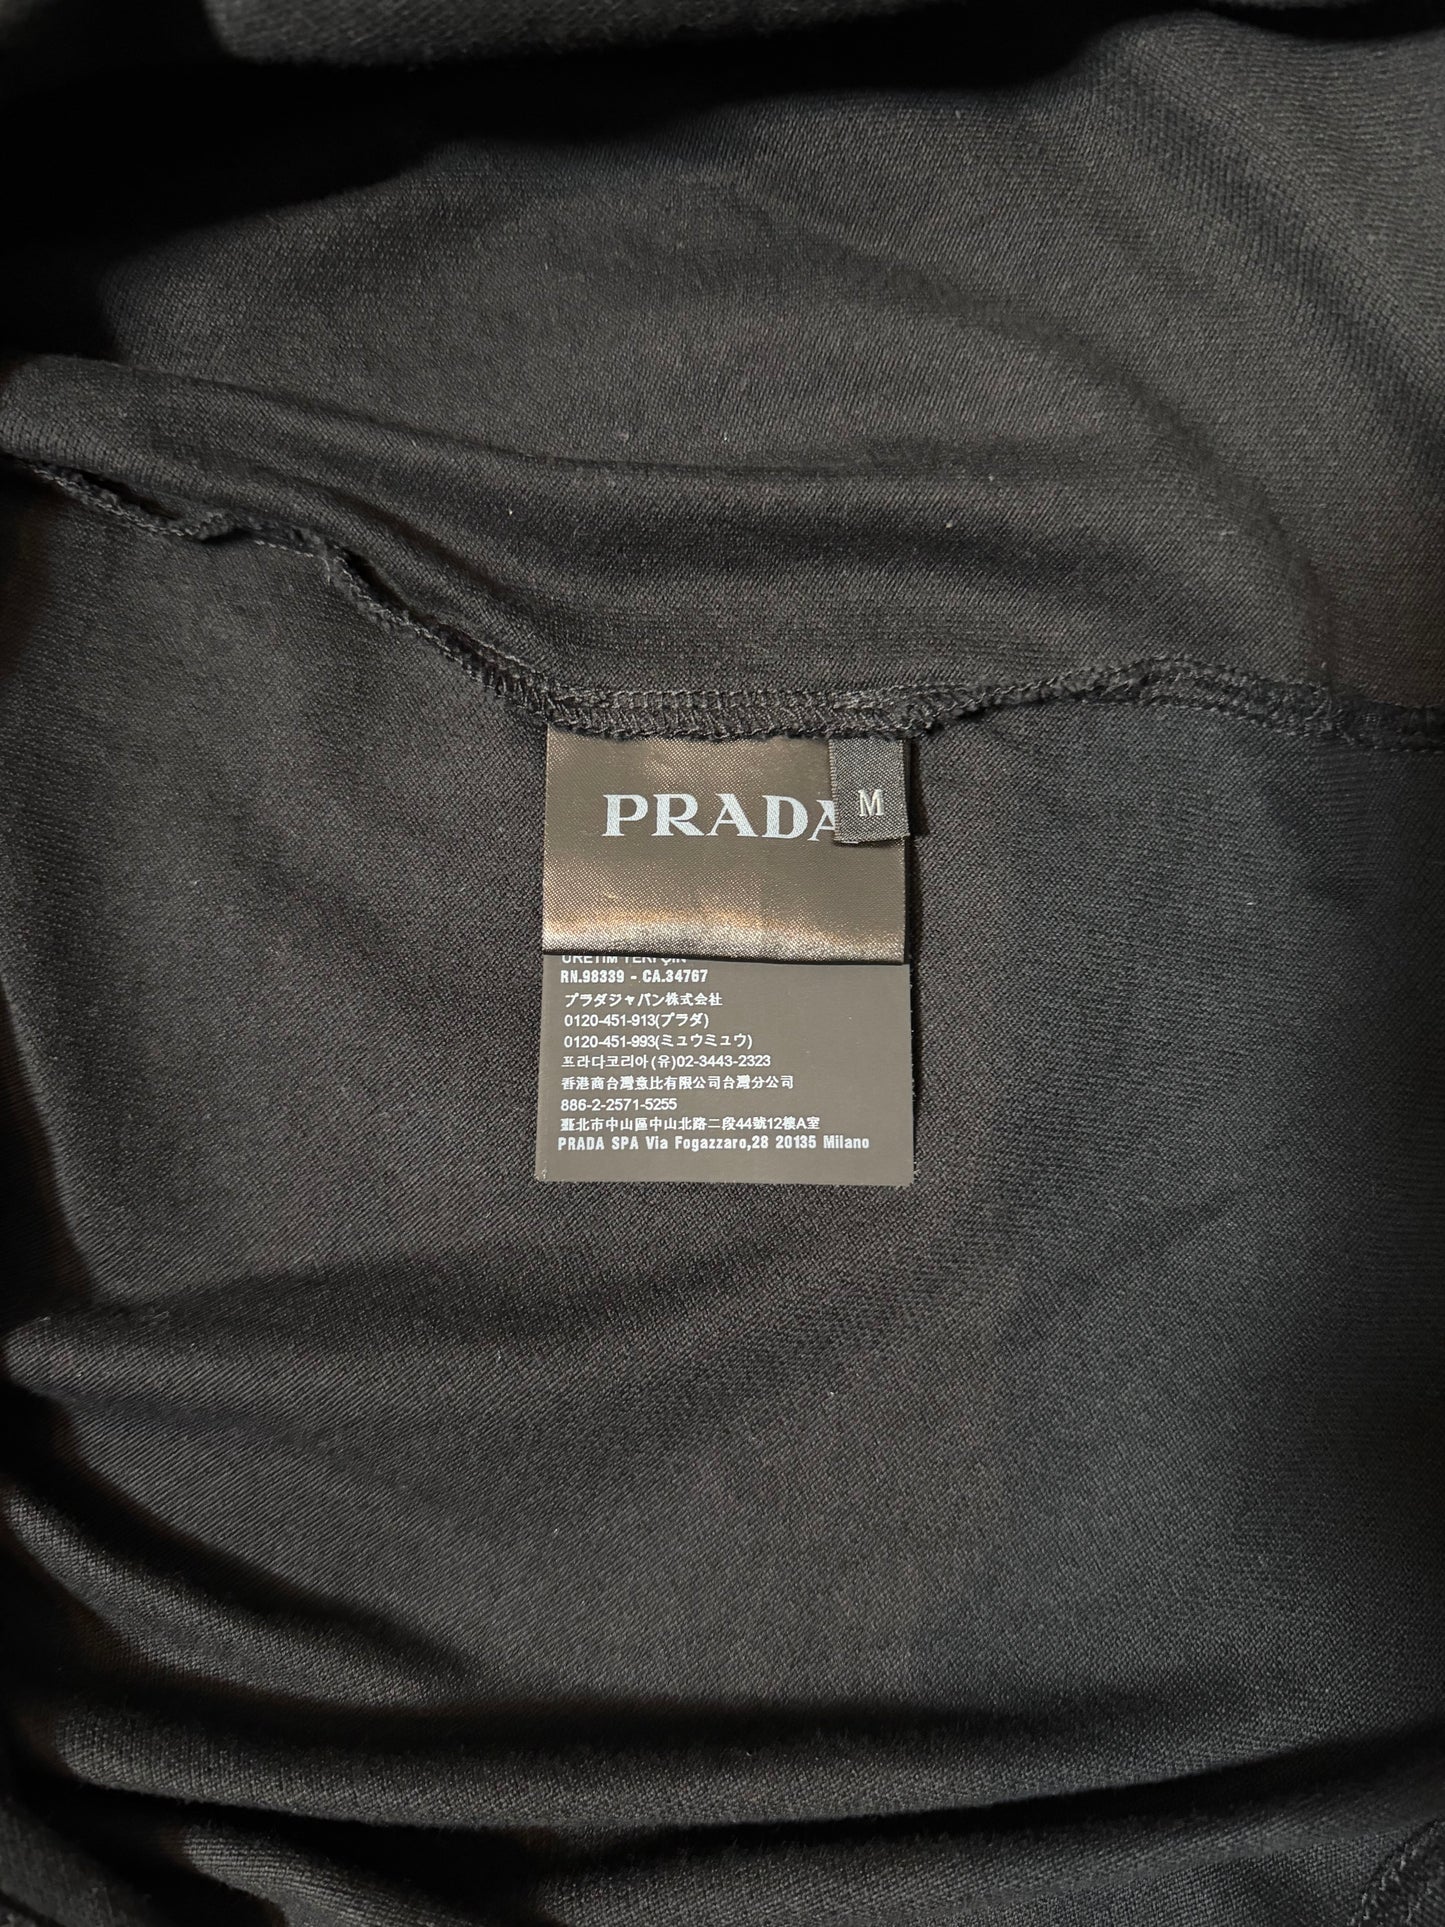 PRADA
M
ÜRETİM YERİ ÇİN
RN.98339 - CA.34767
プラダジャパン株式会社
0120-451-913(プラダ)
0120-451-993(ミュウミュウ)
프라다코리아(유)02-3443-2323
香港商台灣意比有限公司台灣分公司
886-2-2571-5255
臺北市中山區中山北路二段44號12樓A室
PRADA SPA Via Fogazzaro,28 20135 Milano